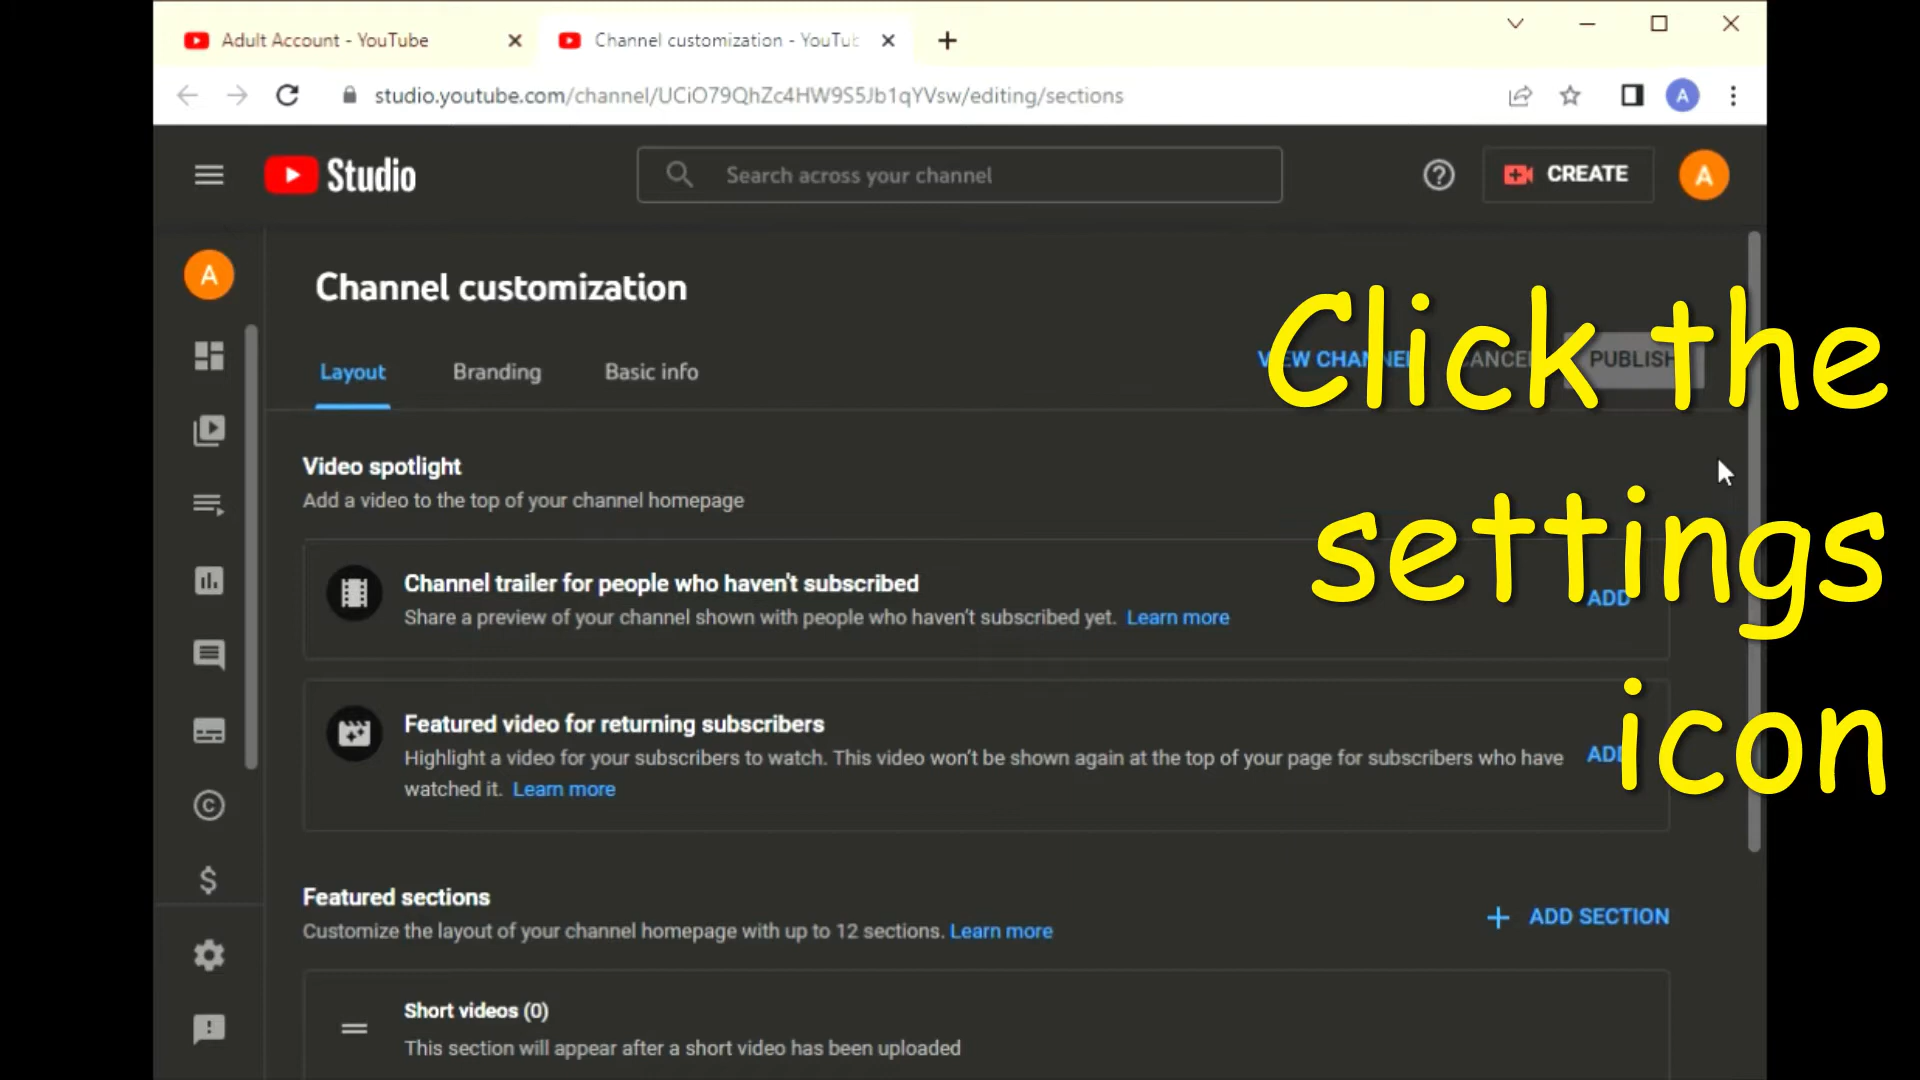 Adult Account - YouTube
Channel customization - YouTub
studio.youtube.com/channel/UCiO79QhZc4HW9S5Jb1qYVsw/editing/sections
A
Studio
Search across your channel
CREATE
A
A
Channel customization
Layout
Branding
Basic info
VIEW CHANNEL
CANCEL
PUBLISH
Click the
settings
icon
Video spotlight
Add a video to the top of your channel homepage
Channel trailer for people who haven't subscribed
Share a preview of your channel shown with people who haven't subscribed yet. Learn more
ADD
Featured video for returning subscribers
Highlight a video for your subscribers to watch. This video won't be shown again at the top of your page for subscribers who have
watched it. Learn more
ADD
Featured sections
Customize the layout of your channel homepage with up to 12 sections. Learn more
ADD SECTION
Short videos (0)
This section will appear after a short video has been uploaded